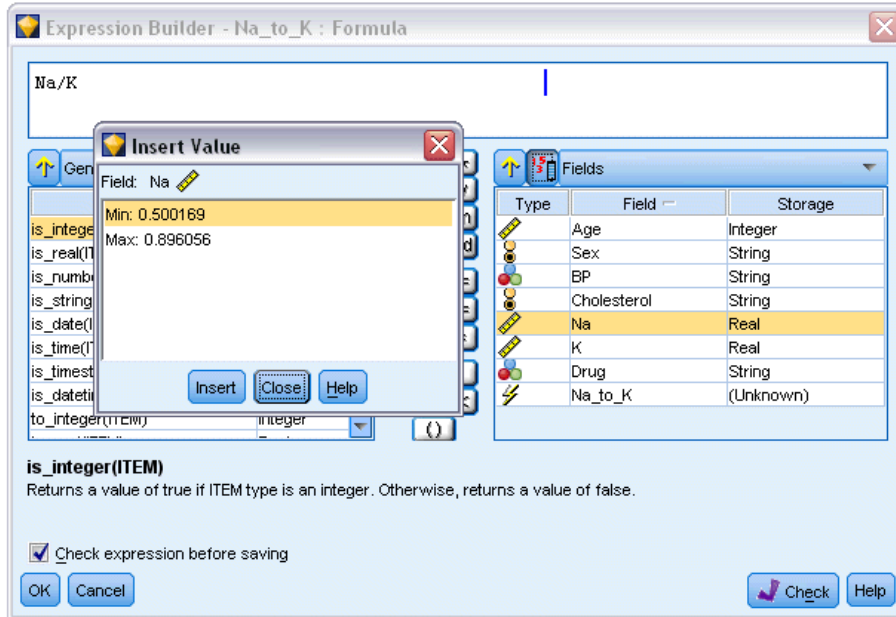 Expression Builder - Na_to_K : Formula
Na/K
Insert Value
Field: Na
Min: 0.500169
Max: 0.896056
Insert Close Help
Gen
is_intege
is_real(IT
is_numb
is_string
is_date(I
is_time(IT
is_timest
is_dateti
to_integer(ITEM) Integer
()
Fields
Type Field Storage
Age Integer
Sex String
BP String
Cholesterol String
Na Real
K Real
Drug String
Na_to_K (Unknown)
is_integer(ITEM)
Returns a value of true if ITEM type is an integer. Otherwise, returns a value of false.
Check expression before saving
OK Cancel Check Help